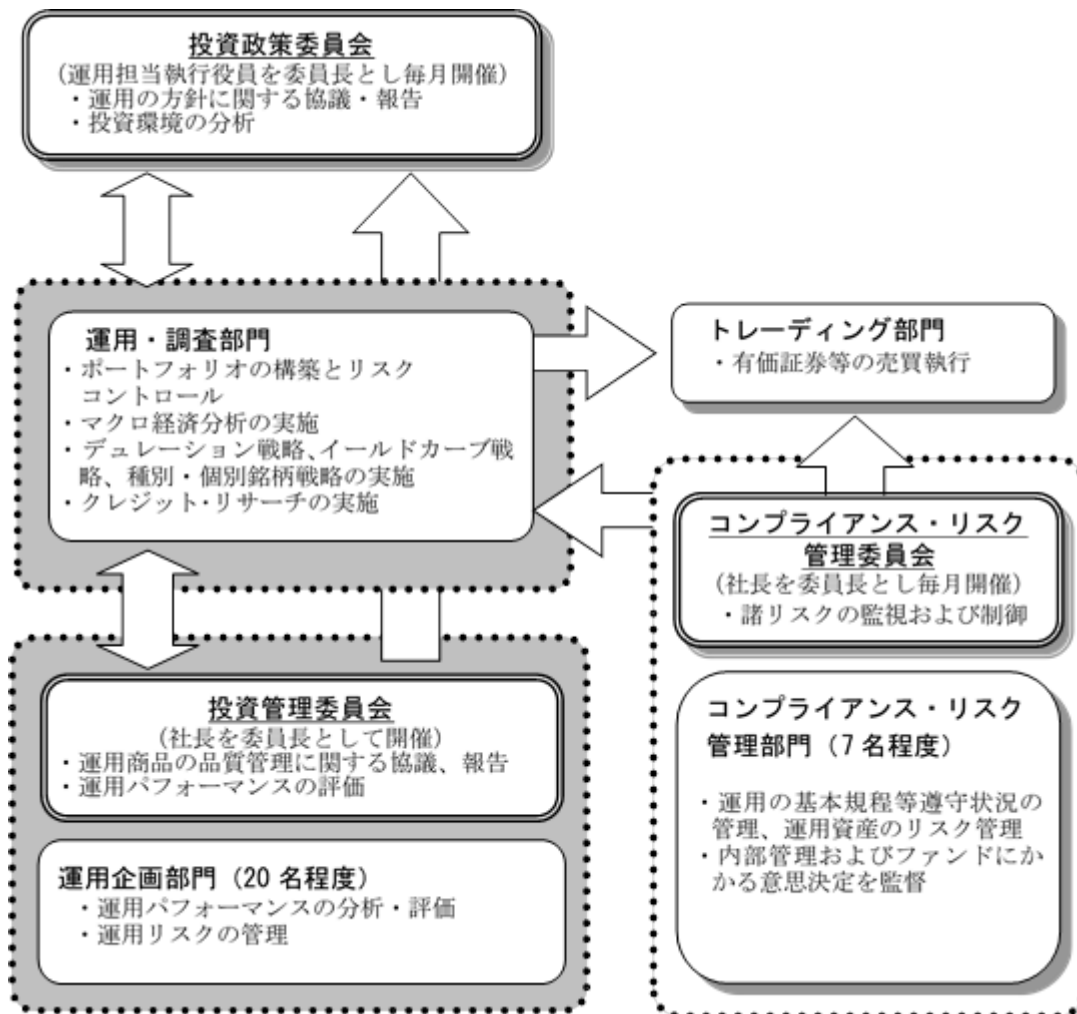 投資政策委員会
(運用担当執行役員を委員長とし毎月開催)
・運用の方針に関する協議・報告
・投資環境の分析
運用・調査部門
・ポートフォリオの構築とリスク
コントロール
・マクロ経済分析の実施
・デュレーション戦略、イールドカーブ戦
略、種別・個別銘柄戦略の実施
・クレジット・リサーチの実施
トレーディング部門
・有価証券等の売買執行
コンプライアンス・リスク
管理委員会
(社長を委員長とし毎月開催)
・諸リスクの監視および制御
投資管理委員会
(社長を委員長として開催)
・運用商品の品質管理に関する協議、報告
・運用パフォーマンスの評価
運用企画部門（20 名程度）
・運用パフォーマンスの分析・評価
・運用リスクの管理
コンプライアンス・リスク
管理部門（7 名程度）
・運用の基本規程等遵守状況の
管理、運用資産のリスク管理
・内部管理およびファンドにか
かる意思決定を監督